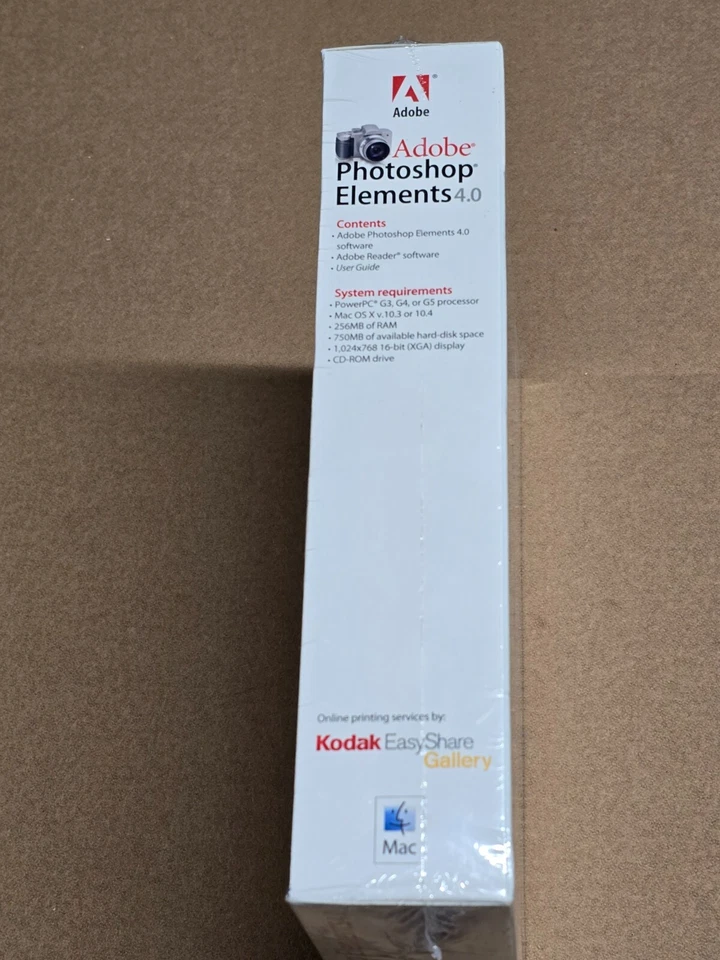 Adobe
Adobe®
Photoshop®
Elements 4.0
Contents
• Adobe Photoshop Elements 4.0
software
• Adobe Reader® software
• User Guide
System requirements
• PowerPC® G3, G4, or G5 processor
• Mac OS X v.10.3 or 10.4
• 256MB of RAM
• 750MB of available hard-disk space
• 1,024x768 16-bit (XGA) display
• CD-ROM drive
Online printing services by:
Kodak EasyShare
Gallery
Mac